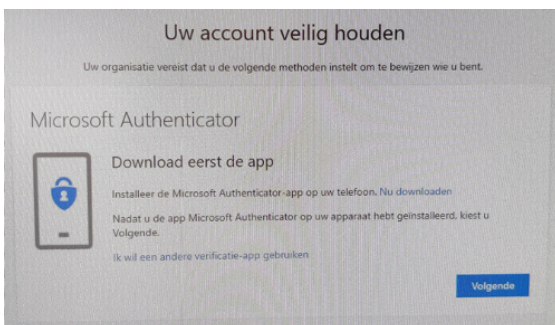 Uw account veilig houden
Uw organisatie vereist dat u de volgende methoden instelt om te bewijzen wie u bent.
Microsoft Authenticator
Download eerst de app
Installeer de Microsoft Authenticator-app op uw telefoon. Nu downloaden
Nadat u de app Microsoft Authenticator op uw apparaat hebt geïnstalleerd, kiest u
Volgende.
Ik wil een andere verificatie-app gebruiken
Volgende